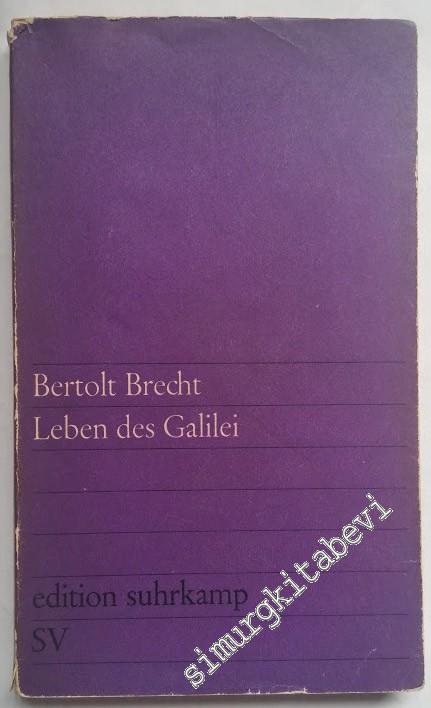 Bertolt Brecht
Leben des Galilei
edition suhrkamp
SV
simurgkitabevi